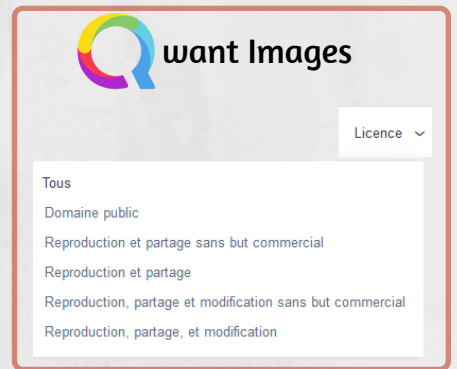 Qwant Images
Licence
Tous
Domaine public
Reproduction et partage sans but commercial
Reproduction et partage
Reproduction, partage et modification sans but commercial
Reproduction, partage, et modification